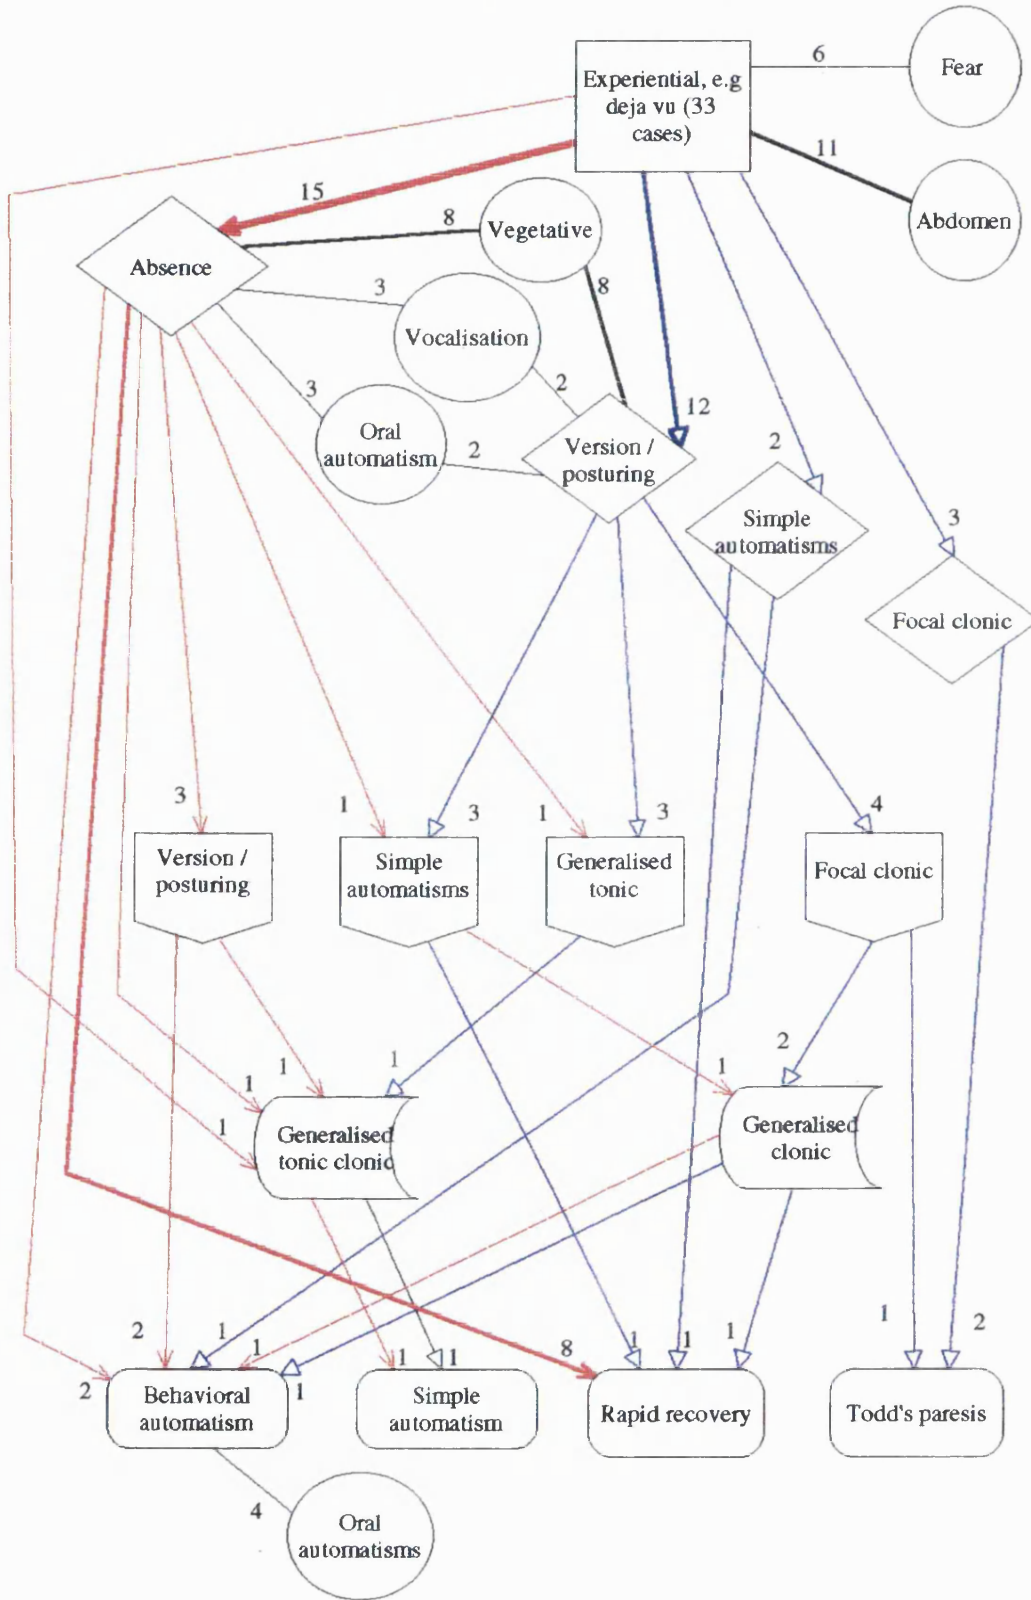 Experiential, e.g
deja vu (33
cases)
6
Fear
11
Abdomen
15
8
Vegetative
Absence
8
3
Vocalisation
3
2
12
Oral
automatism
2
Version /
posturing
2
Simple
automatisms
3
Focal clonic
3
1
3
1
3
4
Version /
posturing
Simple
automatisms
Generalised
tonic
Focal clonic
1
1
1
2
1
1
Generalised
tonic clonic
Generalised
clonic
2
1
1
1
1
8
1
1
1
1
2
2
1
Behavioral
automatism
Simple
automatism
Rapid recovery
Todd's paresis
4
Oral
automatisms